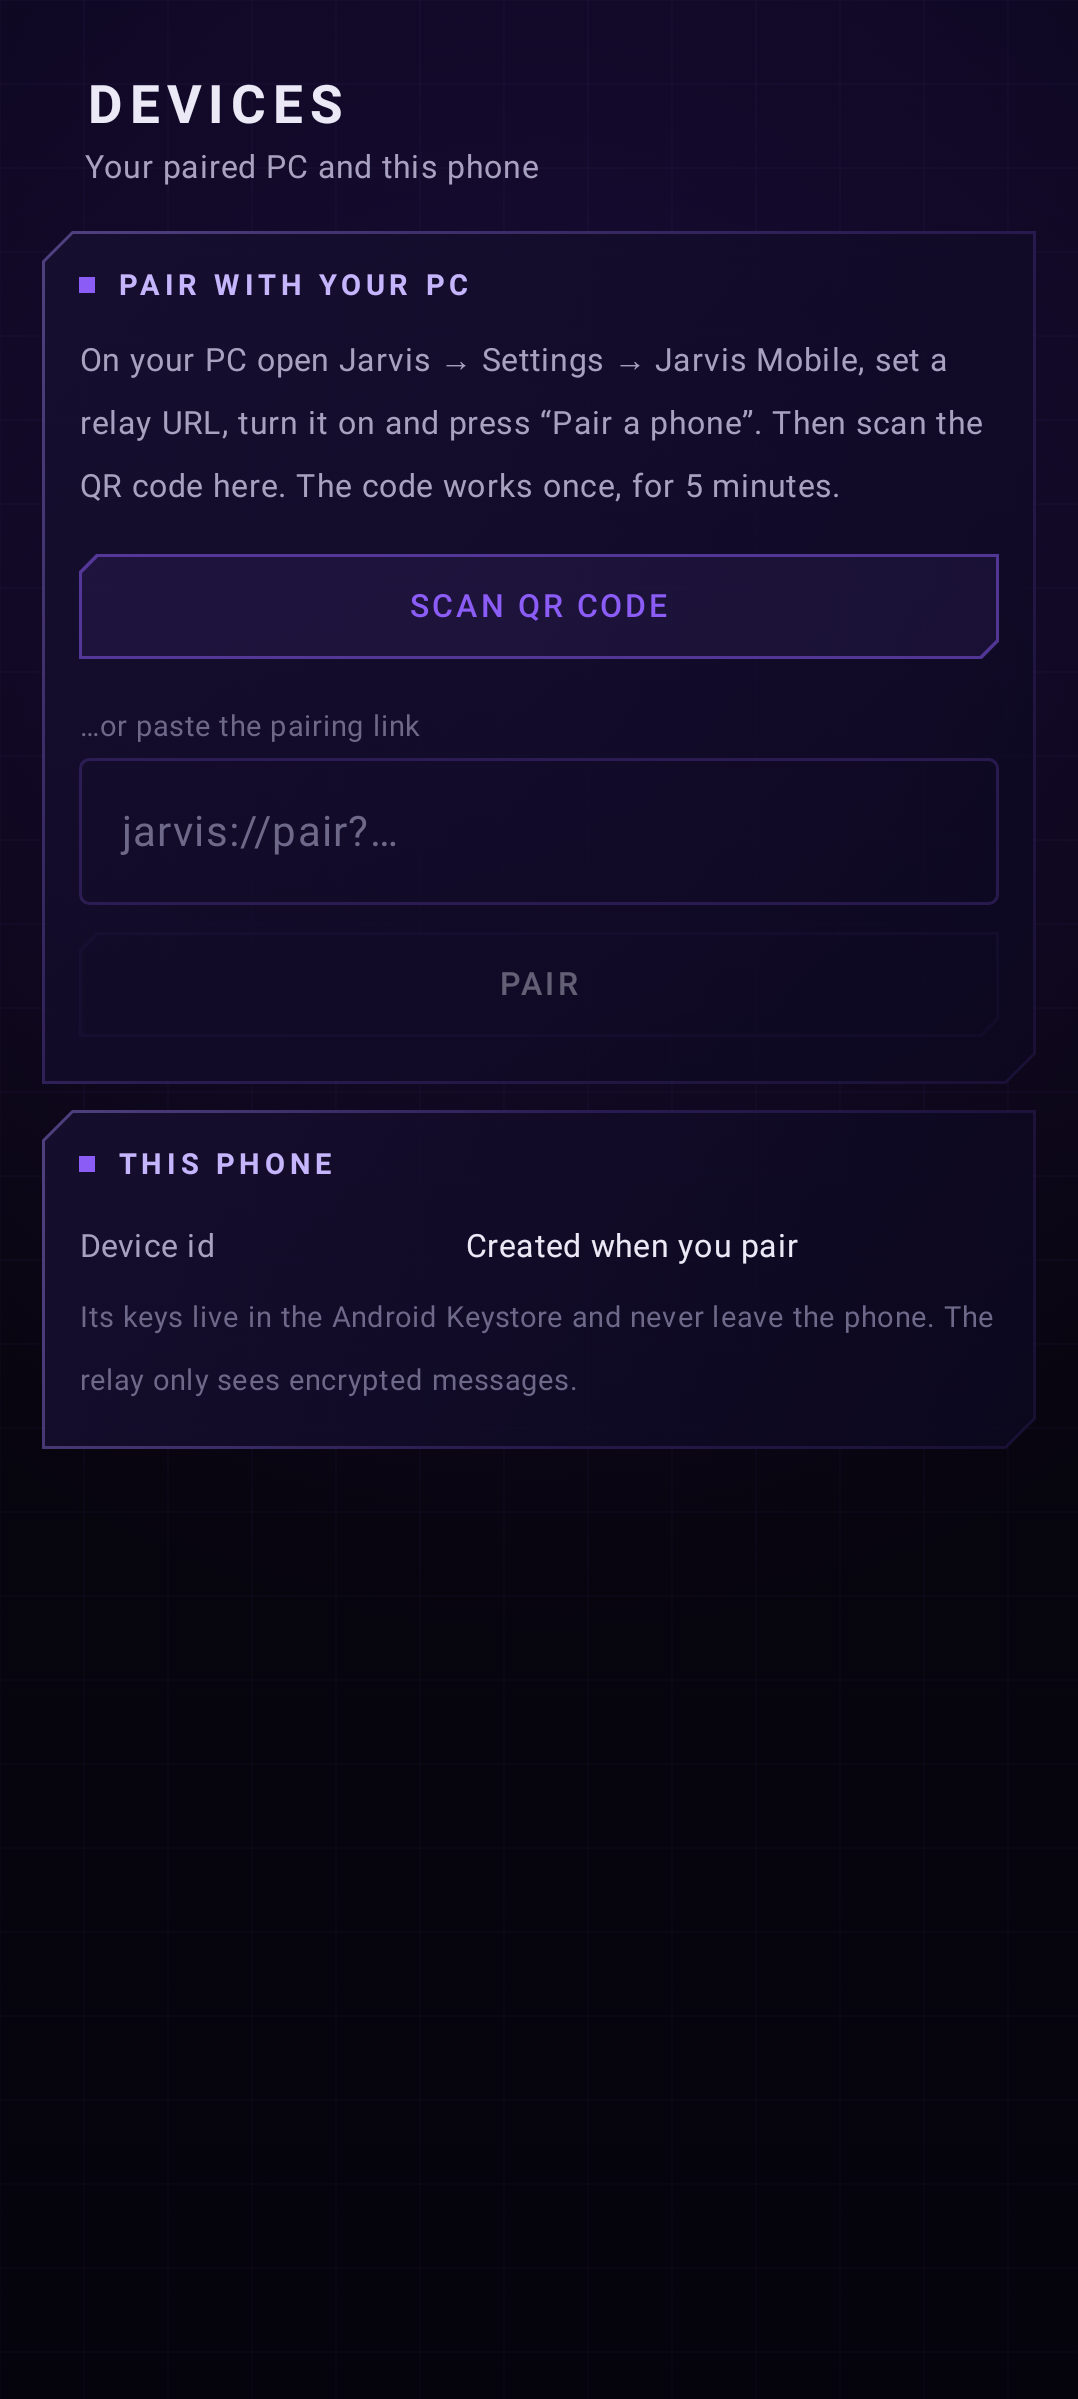 DEVICES
Your paired PC and this phone
PAIR WITH YOUR PC
On your PC open Jarvis → Settings → Jarvis Mobile, set a
relay URL, turn it on and press “Pair a phone”. Then scan the
QR code here. The code works once, for 5 minutes.
SCAN QR CODE
…or paste the pairing link
jarvis://pair?…
PAIR
THIS PHONE
Device id Created when you pair
Its keys live in the Android Keystore and never leave the phone. The
relay only sees encrypted messages.